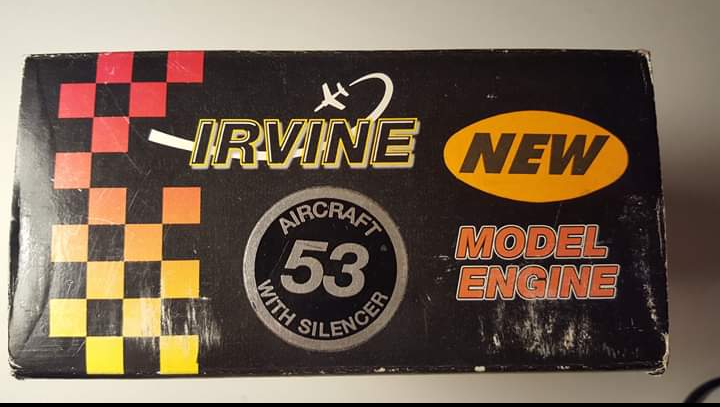 IRVINE
NEW
AIRCRAFT
53
WITH SILENCER
MODEL
ENGINE